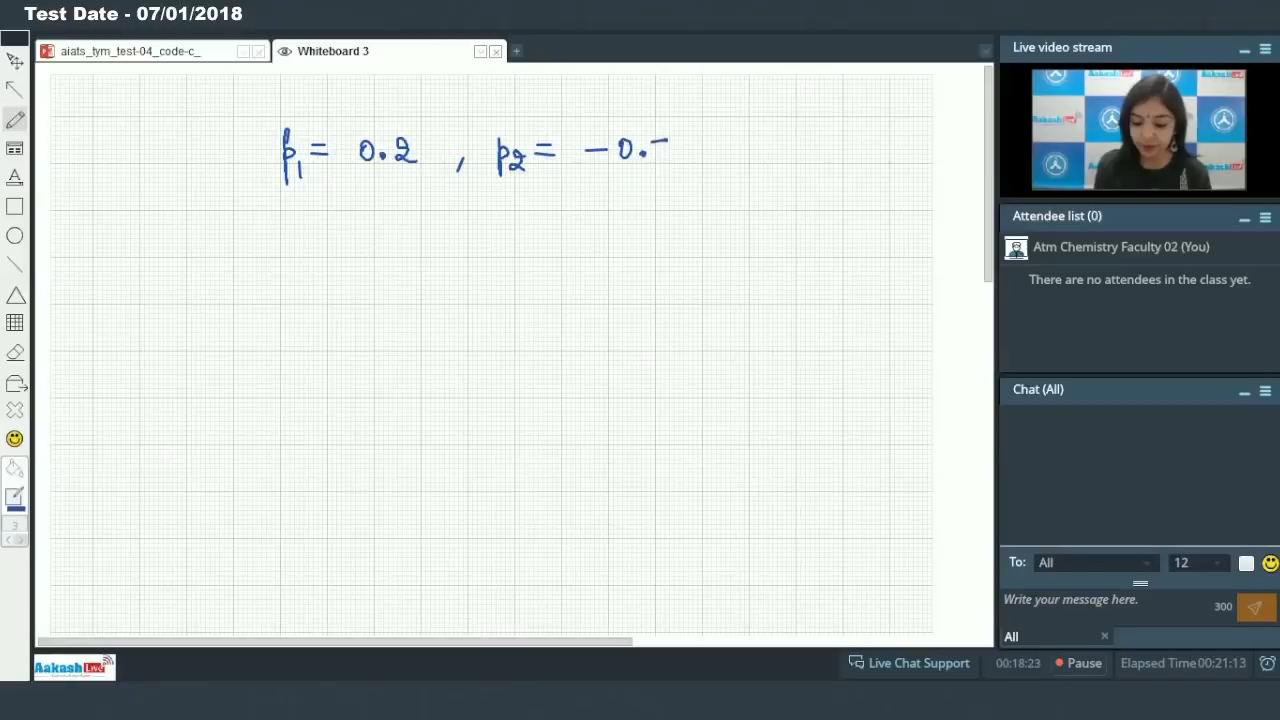 Test Date - 07/01/2018
aiats_tym_test-04_code-c_
Whiteboard 3
Live video stream
p1 = 0.2 , p2 = -0.
Attendee list (0)
Atm Chemistry Faculty 02 (You)
There are no attendees in the class yet.
Chat (All)
3
To: All 12
Write your message here. 300
All
Aakash Live
Live Chat Support 00:18:23 Pause Elapsed Time 00:21:13